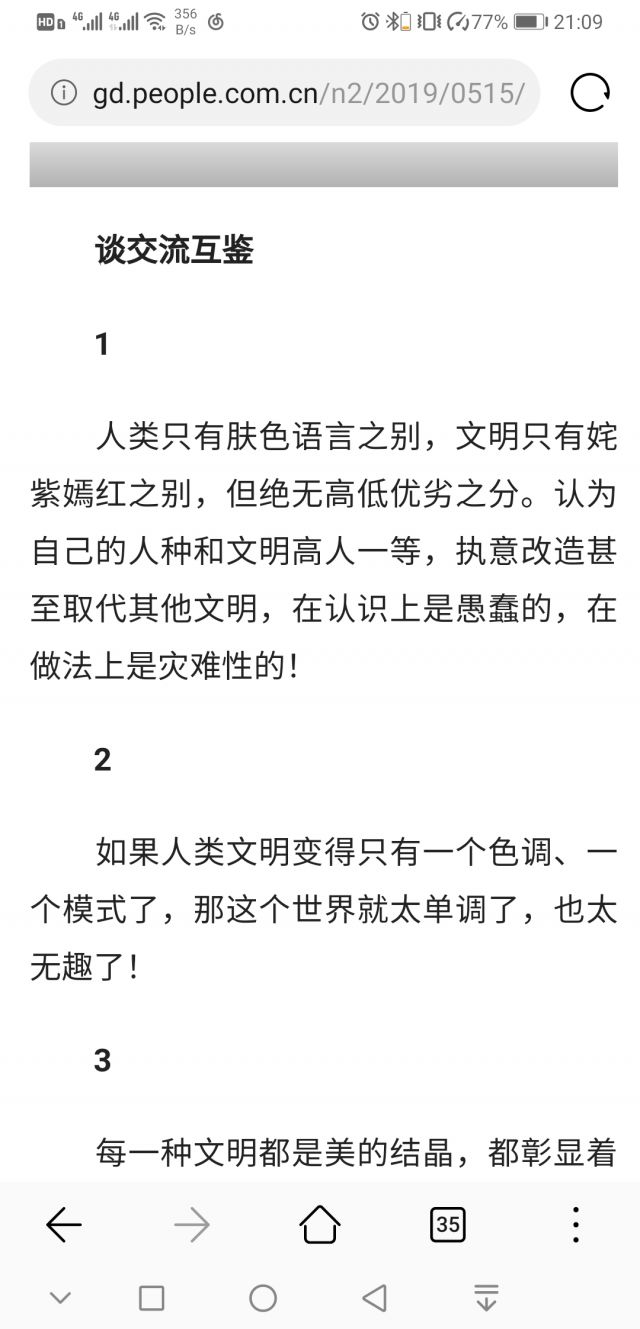 HD 1 4G 4G 356 B/s 77% 21:09
gd.people.com.cn/n2/2019/0515/
谈交流互鉴
1
人类只有肤色语言之别，文明只有姹
紫嫣红之别，但绝无高低优劣之分。认为
自己的人种和文明高人一等，执意改造甚
至取代其他文明，在认识上是愚蠢的，在
做法上是灾难性的！
2
如果人类文明变得只有一个色调、一
个模式了，那这个世界就太单调了，也太
无趣了！
3
每一种文明都是美的结晶，都彰显着
35